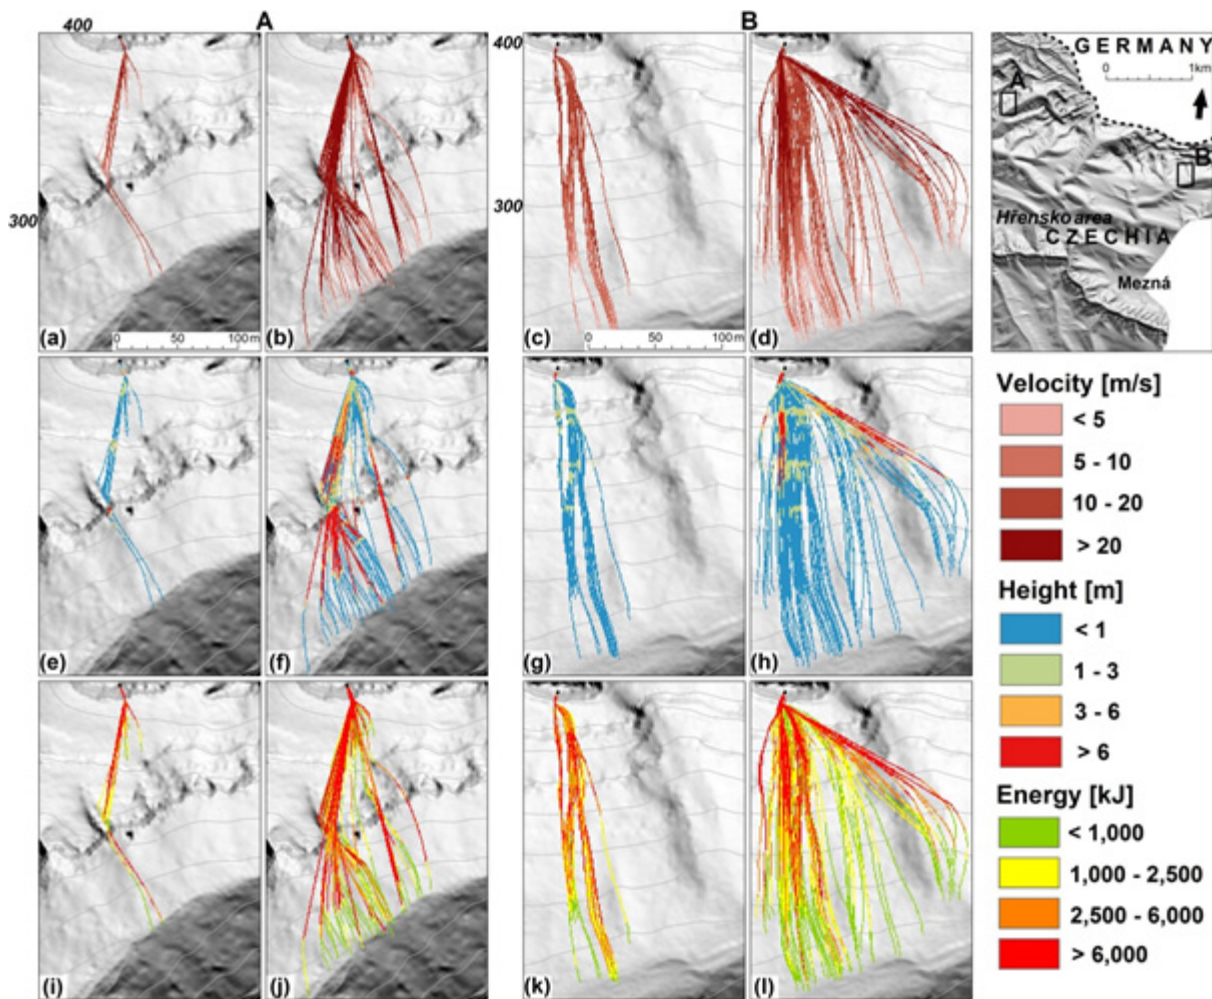 A
B
400
400
300
300
(a)
0 50 100 m
(b)
(c)
0 50 100 m
(d)
(e)
(f)
(g)
(h)
(i)
(j)
(k)
(l)
GERMANY
0 1km
A
B
Hřensko area
CZECHIA
Mezná
Velocity [m/s]
< 5
5 - 10
10 - 20
> 20
Height [m]
< 1
1 - 3
3 - 6
> 6
Energy [kJ]
< 1,000
1,000 - 2,500
2,500 - 6,000
> 6,000